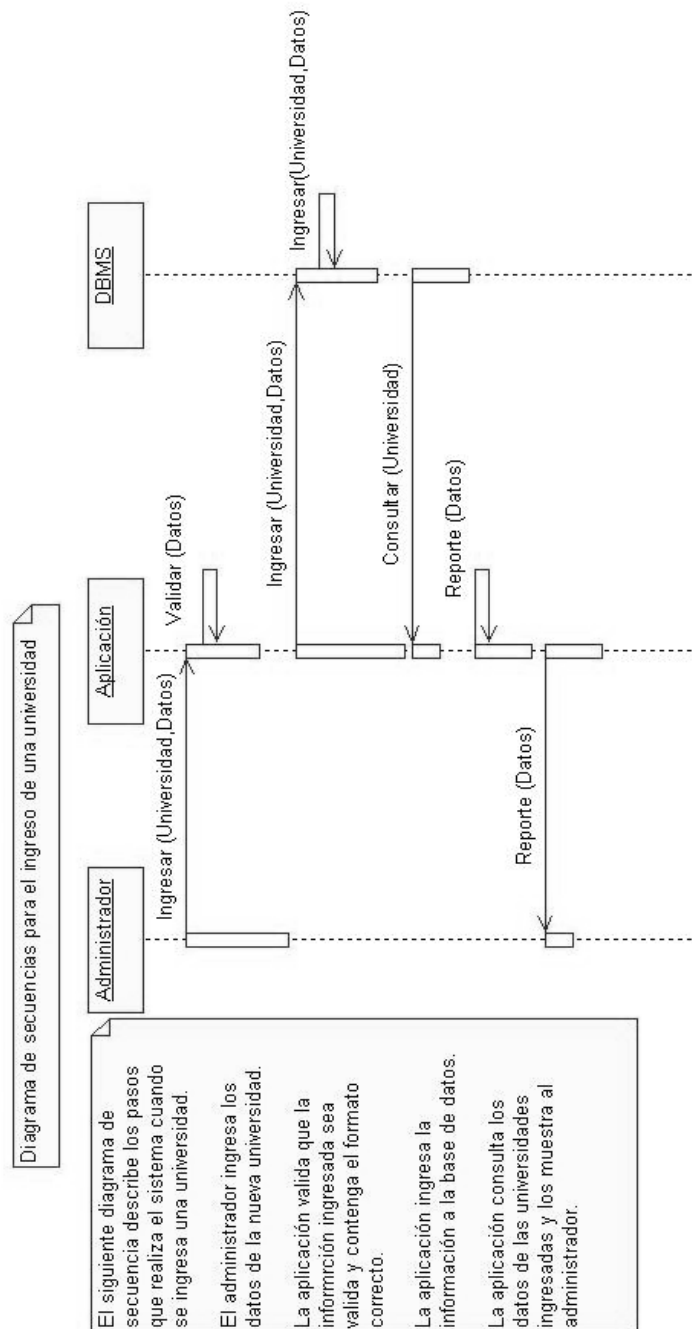 Diagrama de secuencias para el ingreso de una universidad
El siguiente diagrama de
secuencia describe los pasos
que realiza el sistema cuando
se ingresa una universidad.
El administrador ingresa los
datos de la nueva universidad.
La aplicación valida que la
informrción ingresada sea
valida y contenga el formato
correcto.
La aplicación ingresa la
información a la base de datos.
La aplicación consulta los
datos de las universidades
ingresadas y los muestra al
administrador.
Administrador
Aplicación
DBMS
Ingresar (Universidad,Datos)
Validar (Datos)
Ingresar (Universidad,Datos)
Ingresar(Universidad,Datos)
Consultar (Universidad)
Reporte (Datos)
Reporte (Datos)